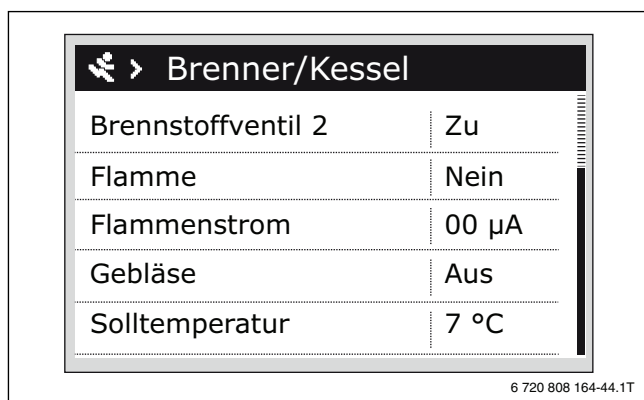 > Brenner/Kessel
Brennstoffventil 2 Zu
Flamme Nein
Flammenstrom 00 µA
Gebläse Aus
Solltemperatur 7 °C
6 720 808 164-44.1T